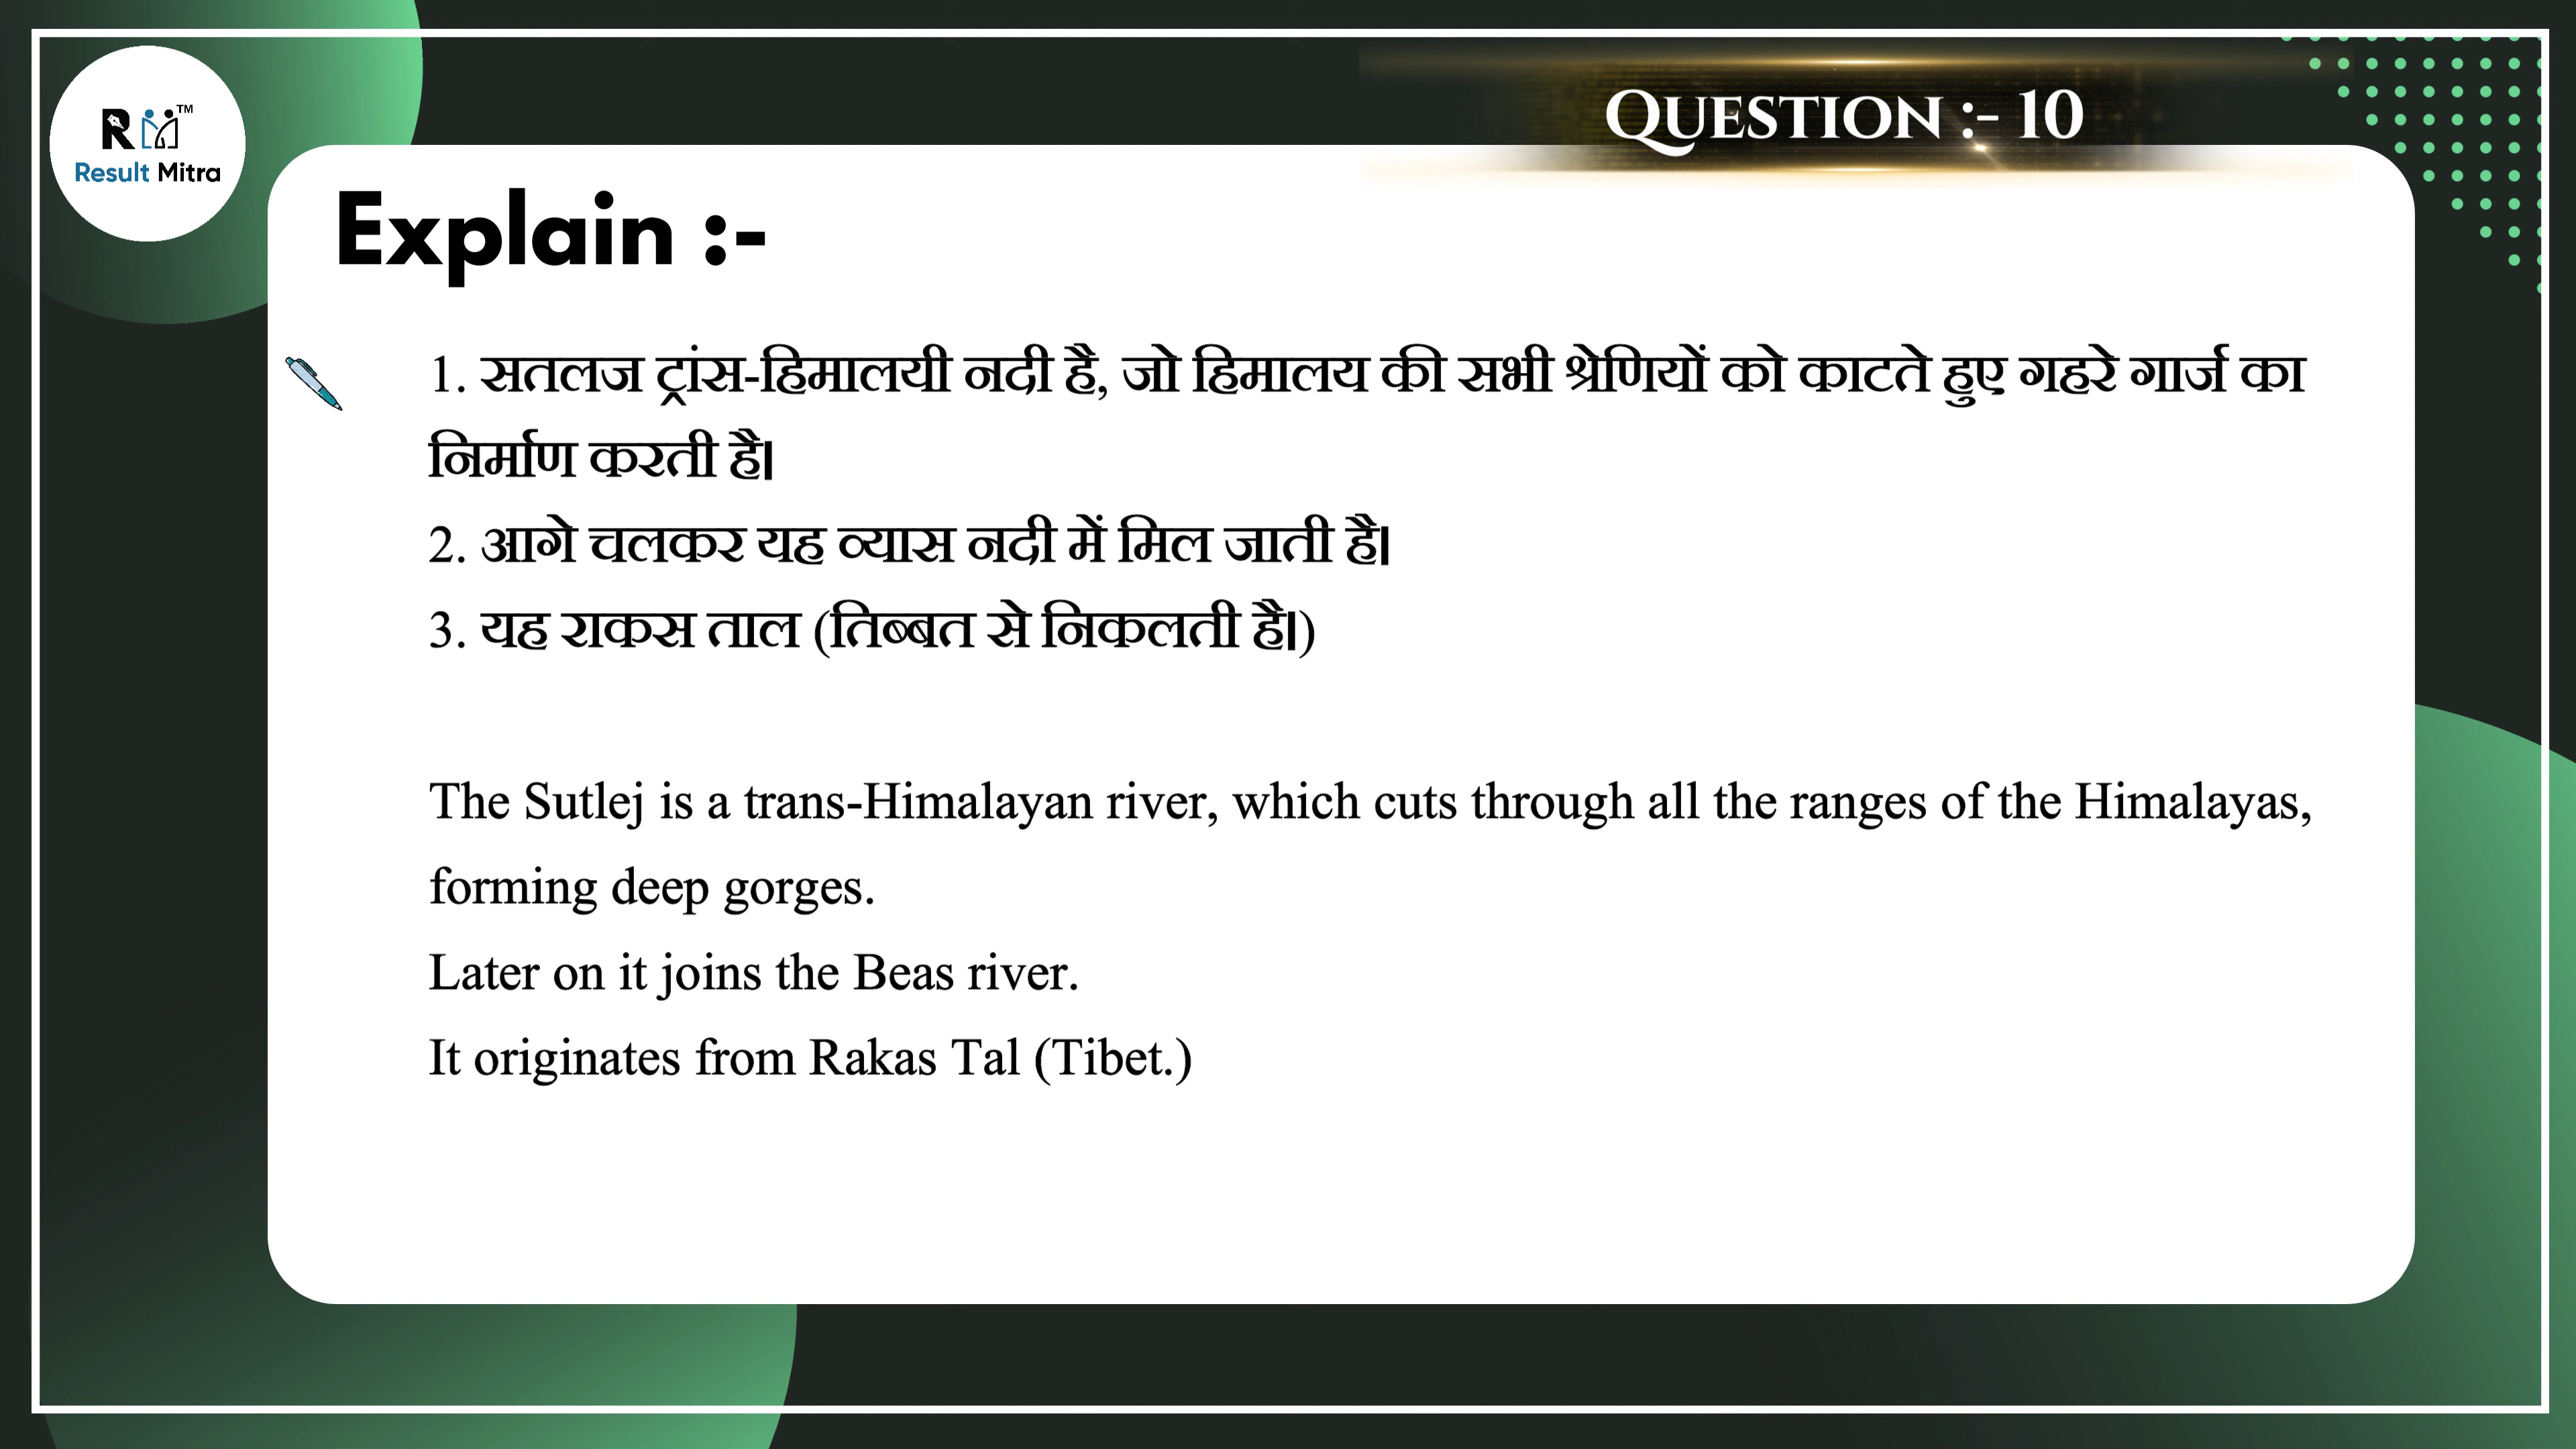 R TM
Result Mitra
QUESTION :- 10
Explain :-
1. सतलज ट्रांस-हिमालयी नदी है, जो हिमालय की सभी श्रेणियों को काटते हुए गहरे गार्ज का
निर्माण करती है।
2. आगे चलकर यह व्यास नदी में मिल जाती है।
3. यह राकस ताल (तिब्बत से निकलती है।)
The Sutlej is a trans-Himalayan river, which cuts through all the ranges of the Himalayas,
forming deep gorges.
Later on it joins the Beas river.
It originates from Rakas Tal (Tibet.)